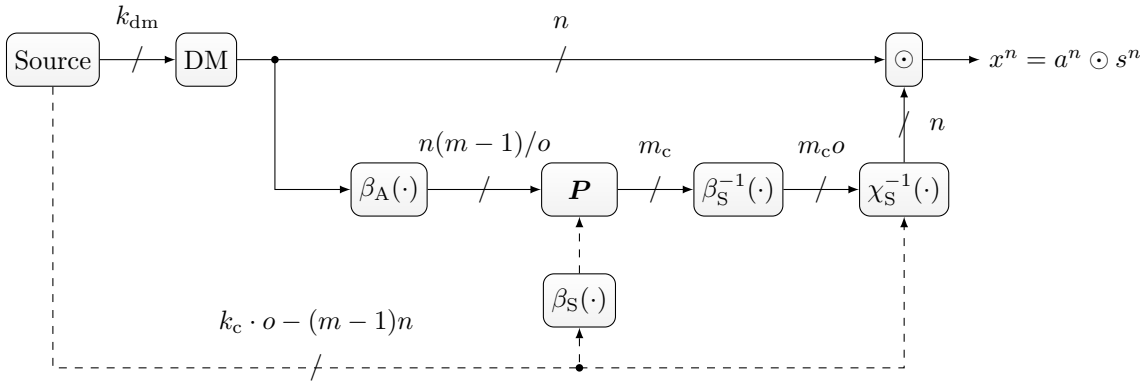 k_dm
n
Source
DM
⊙
x^n = a^n ⊙ s^n
n
n(m − 1)/o
m_c
m_c o
β_A(·)
P
β_S^{-1}(·)
χ_S^{-1}(·)
β_S(·)
k_c · o − (m − 1)n